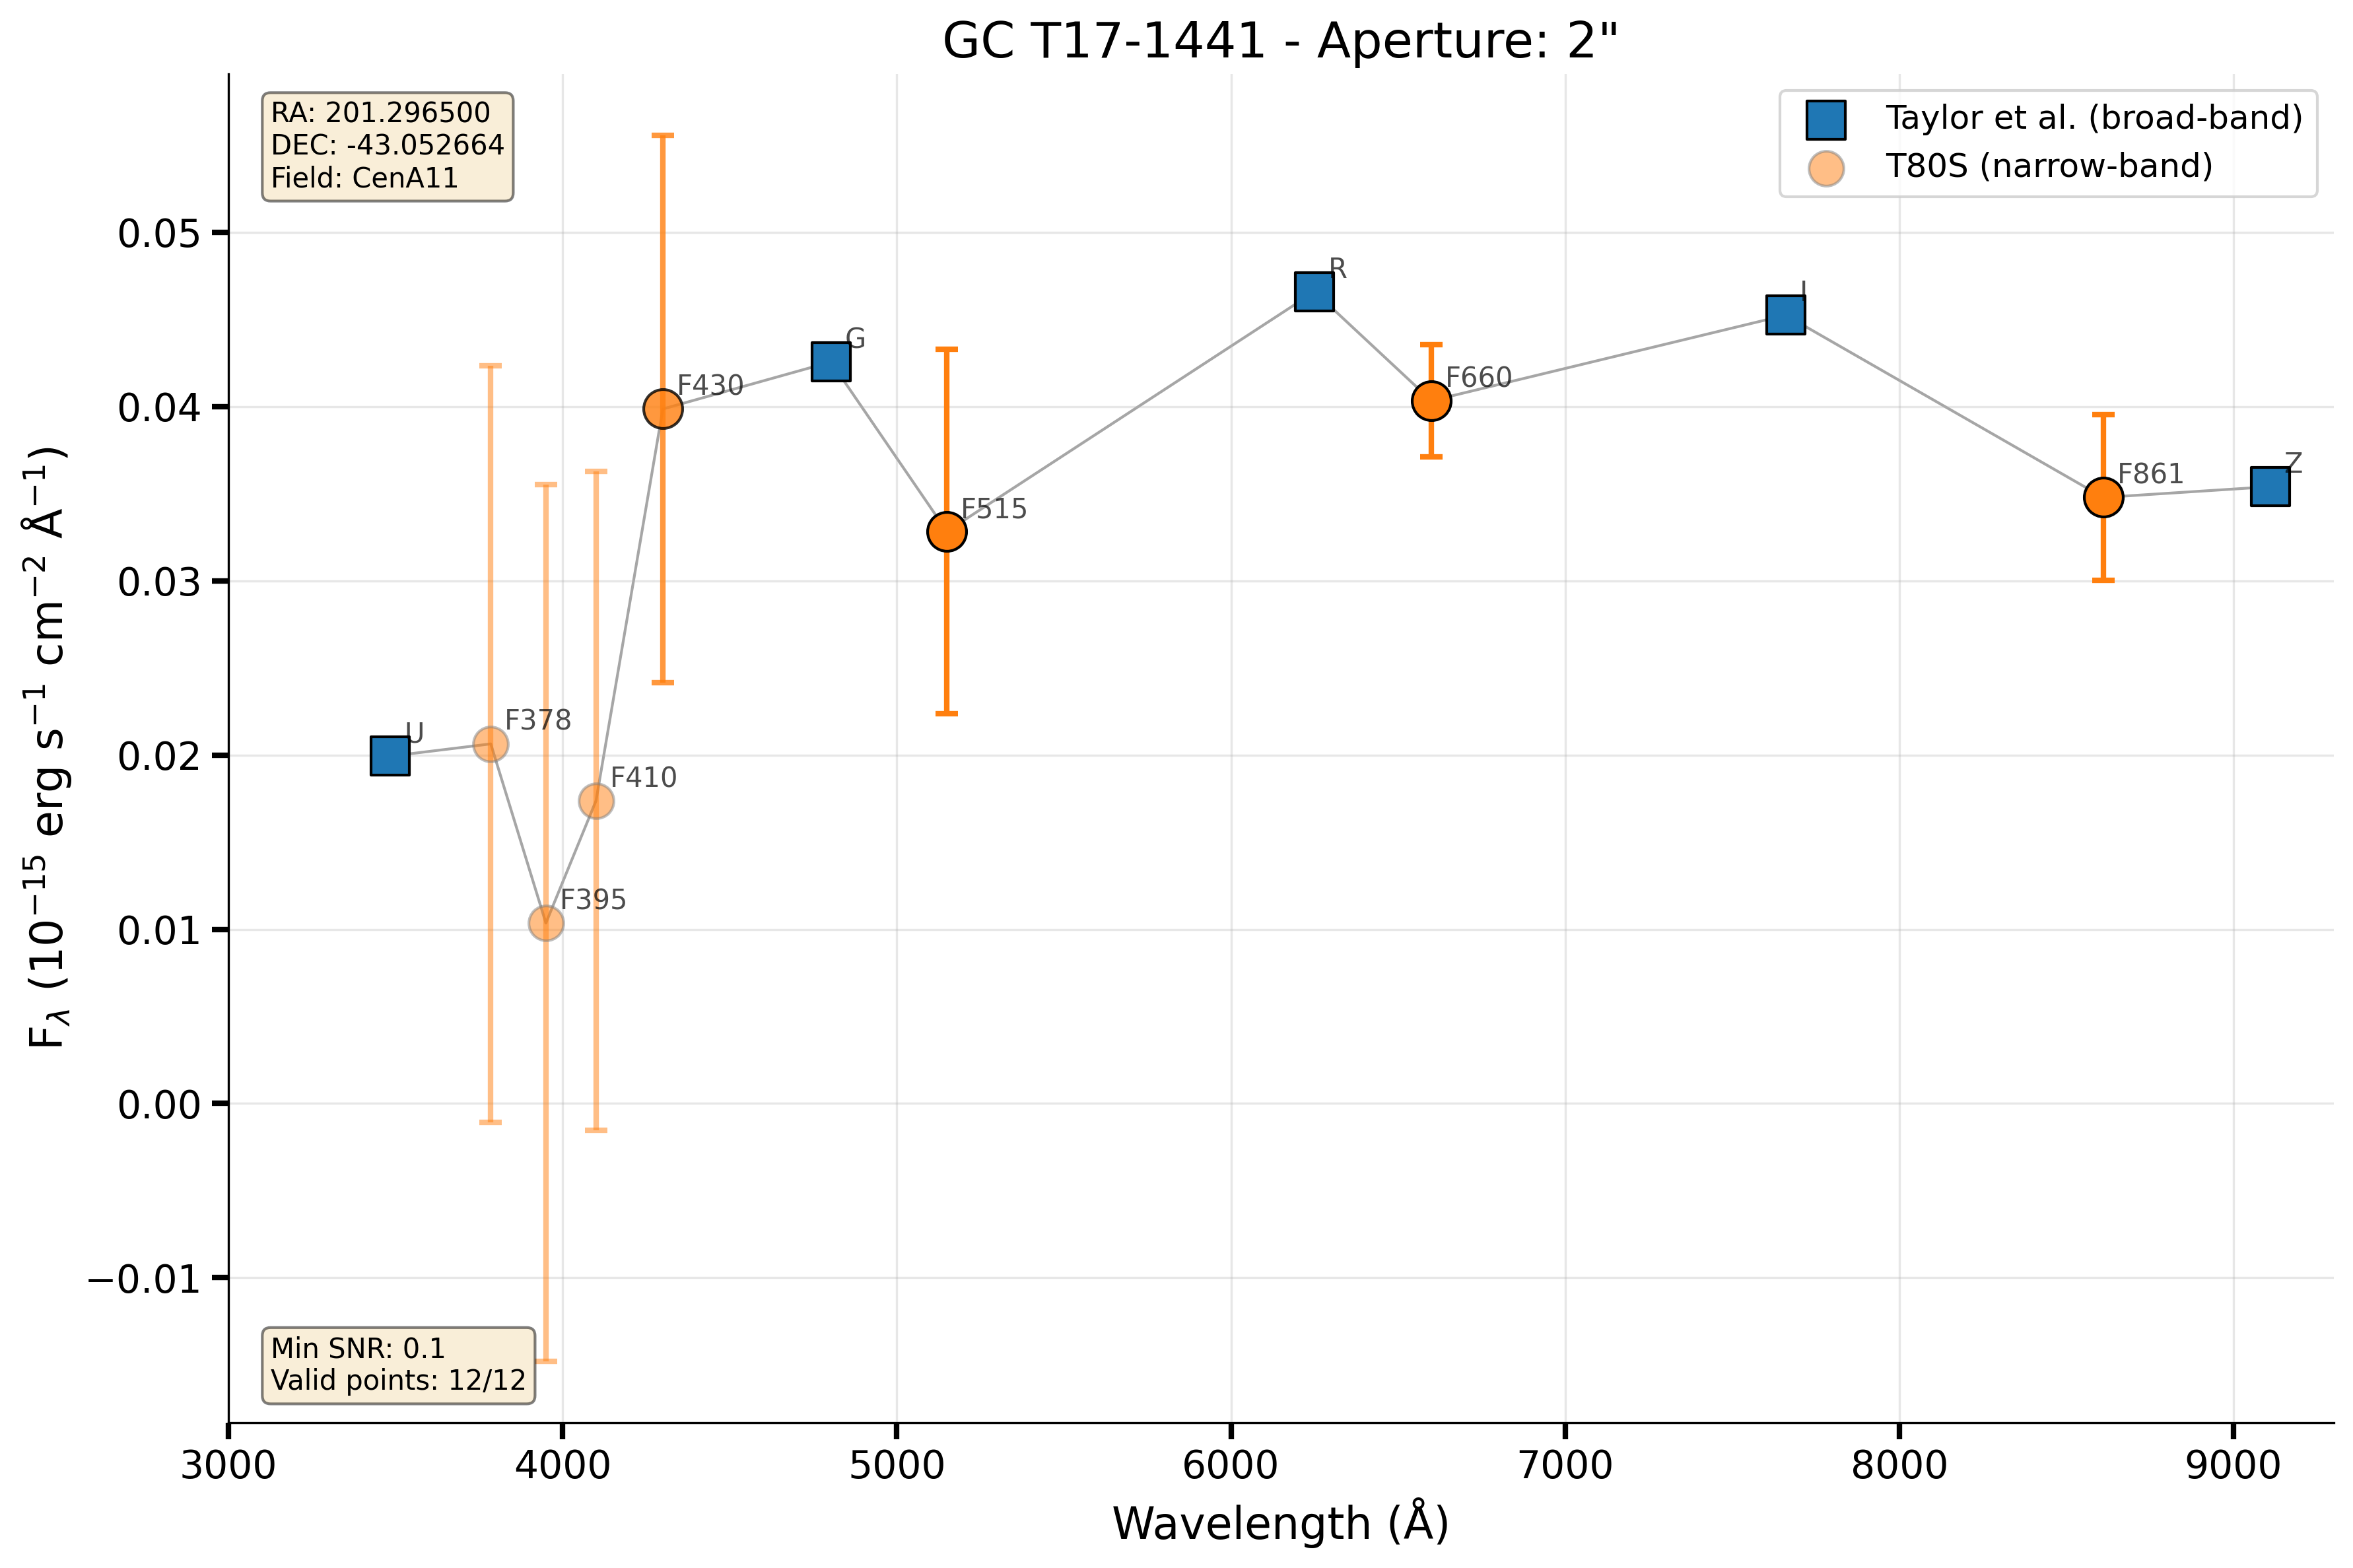 GC T17-1441 - Aperture: 2"
RA: 201.296500
DEC: -43.052664
Field: CenA11
Taylor et al. (broad-band)
T80S (narrow-band)
F_λ (10⁻¹⁵ erg s⁻¹ cm⁻² Å⁻¹)
0.05
0.04
0.03
0.02
0.01
0.00
−0.01
U
F378
F395
F410
F430
G
F515
R
F660
I
F861
Z
Min SNR: 0.1
Valid points: 12/12
3000 4000 5000 6000 7000 8000 9000
Wavelength (Å)